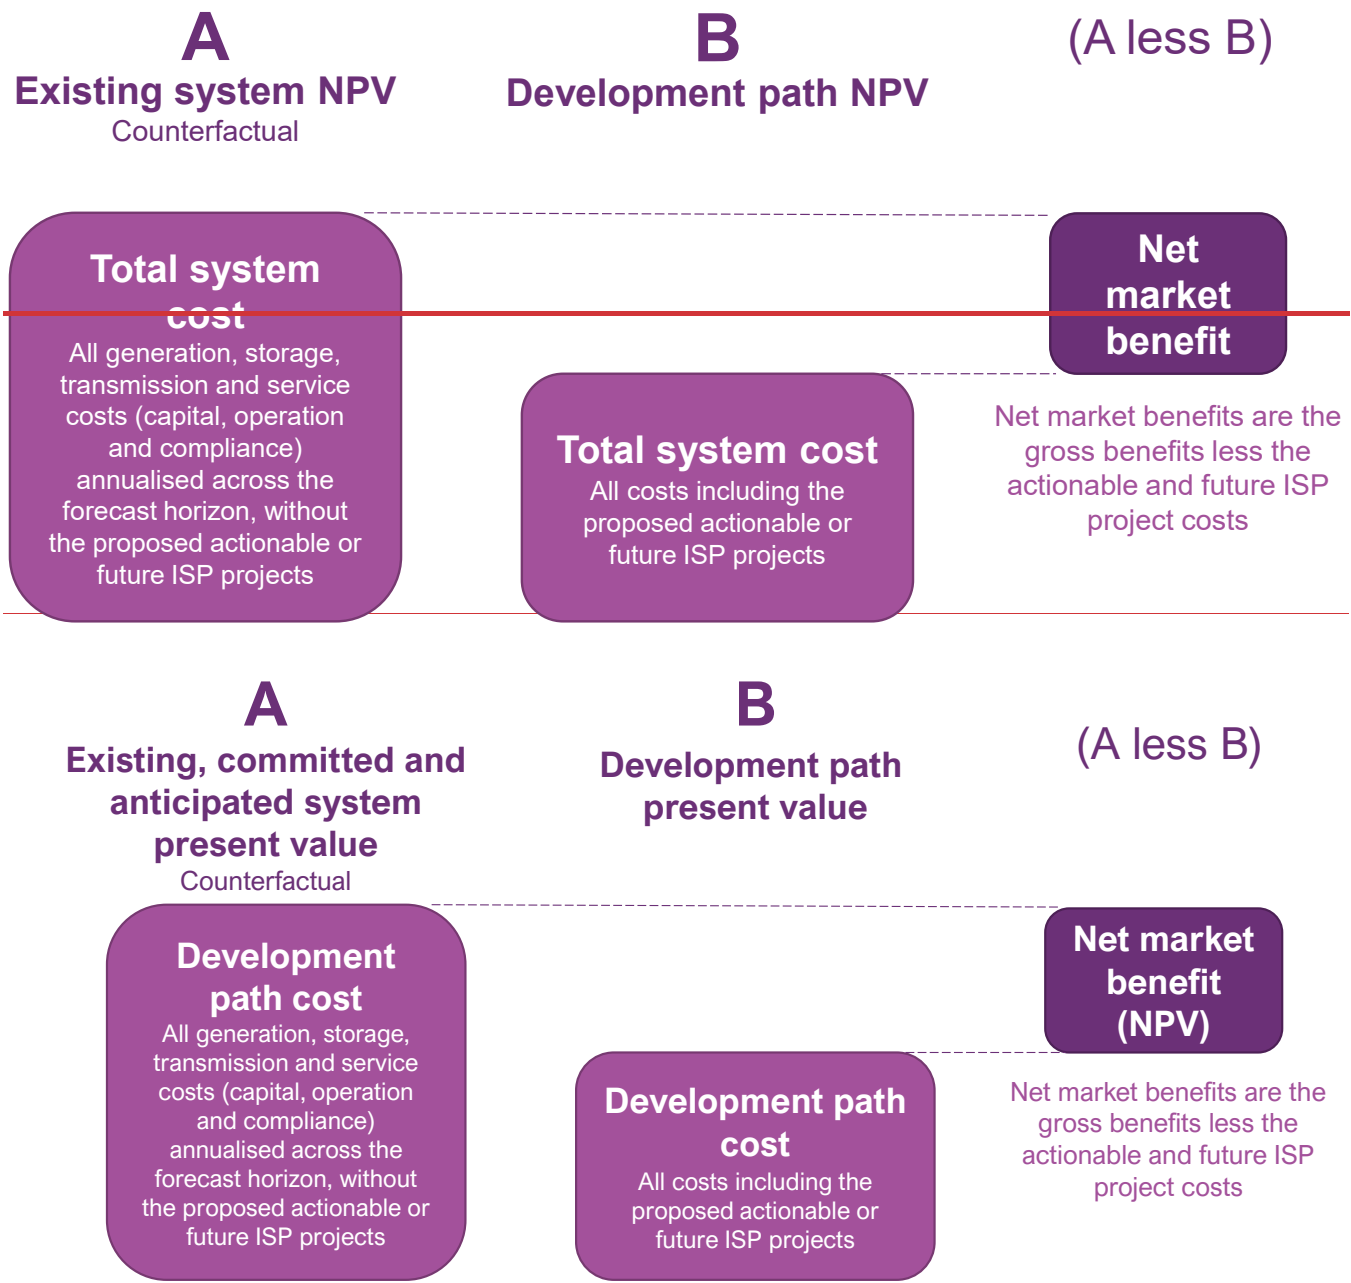 A
Existing system NPV
Counterfactual
B
Development path NPV
(A less B)
Total system
cost
All generation, storage,
transmission and service
costs (capital, operation
and compliance)
annualised across the
forecast horizon, without
the proposed actionable or
future ISP projects
Total system cost
All costs including the
proposed actionable or
future ISP projects
Net
market
benefit
Net market benefits are the
gross benefits less the
actionable and future ISP
project costs
A
Existing, committed and
anticipated system
present value
Counterfactual
B
Development path
present value
(A less B)
Development
path cost
All generation, storage,
transmission and service
costs (capital, operation
and compliance)
annualised across the
forecast horizon, without
the proposed actionable or
future ISP projects
Development path
cost
All costs including the
proposed actionable or
future ISP projects
Net market
benefit
(NPV)
Net market benefits are the
gross benefits less the
actionable and future ISP
project costs